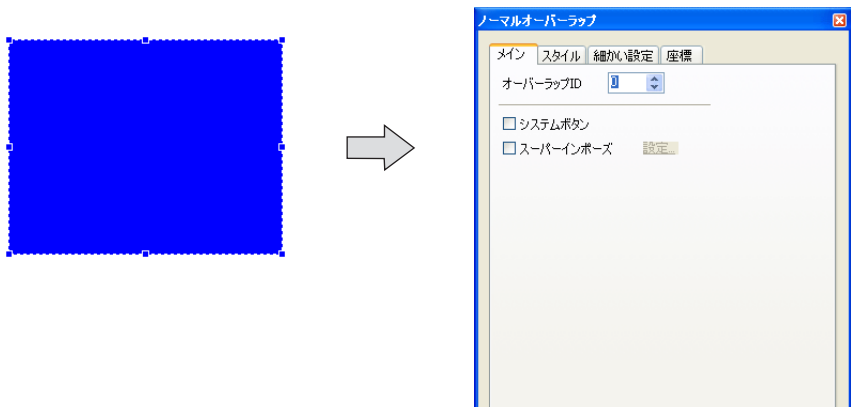 ノーマルオーバーラップ
メイン スタイル 細かい設定 座標
オーバーラップID 0
システムボタン
スーパーインポーズ 設定...